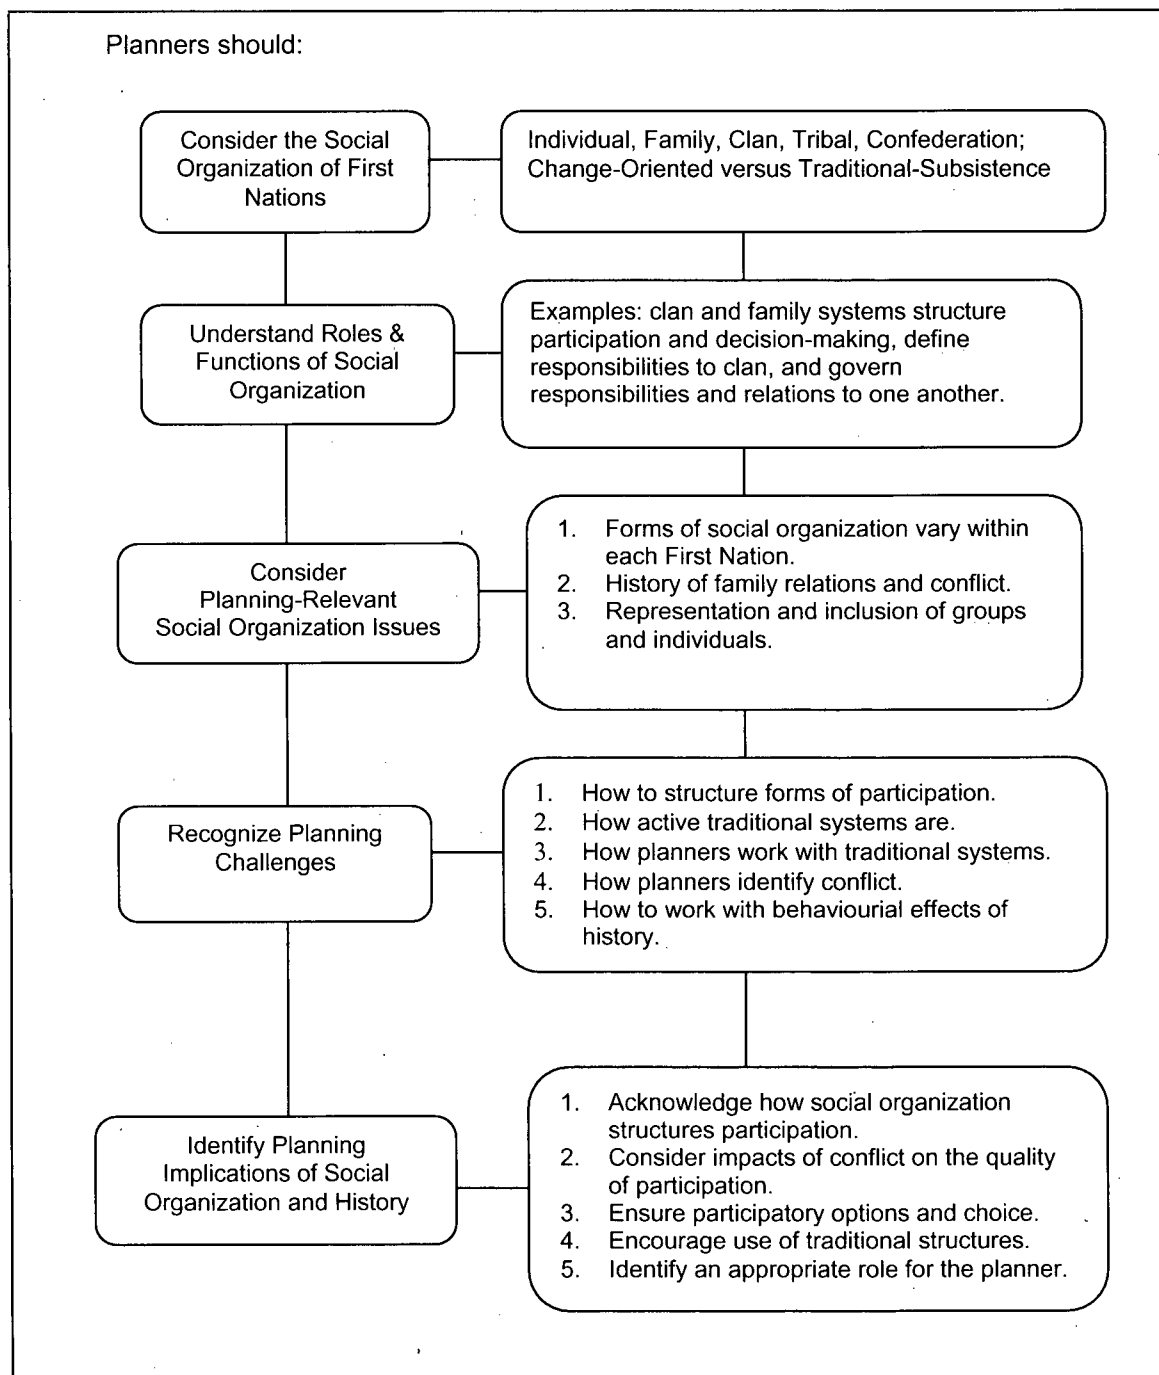 Planners should:
Consider the Social
Organization of First
Nations
Individual, Family, Clan, Tribal, Confederation;
Change-Oriented versus Traditional-Subsistence
Understand Roles &
Functions of Social
Organization
Examples: clan and family systems structure
participation and decision-making, define
responsibilities to clan, and govern
responsibilities and relations to one another.
Consider
Planning-Relevant
Social Organization Issues
1. Forms of social organization vary within
each First Nation.
2. History of family relations and conflict.
3. Representation and inclusion of groups
and individuals.
Recognize Planning
Challenges
1. How to structure forms of participation.
2. How active traditional systems are.
3. How planners work with traditional systems.
4. How planners identify conflict.
5. How to work with behaviourial effects of
history.
Identify Planning
Implications of Social
Organization and History
1. Acknowledge how social organization
structures participation.
2. Consider impacts of conflict on the quality
of participation.
3. Ensure participatory options and choice.
4. Encourage use of traditional structures.
5. Identify an appropriate role for the planner.